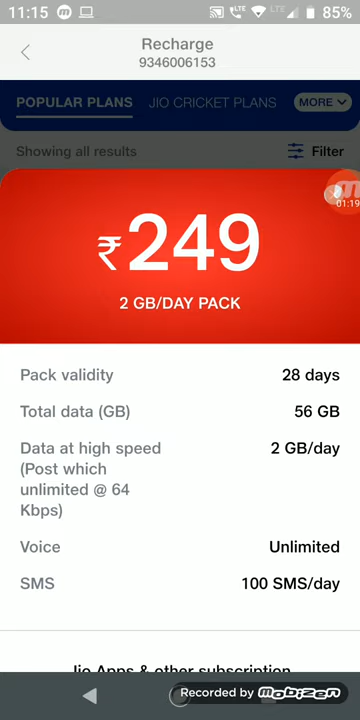 11:15
LTE
LTE
85%
Recharge
9346006153
POPULAR PLANS
JIO CRICKET PLANS
MORE
Showing all results
Filter
01:19
₹249
2 GB/DAY PACK
Pack validity 28 days
Total data (GB) 56 GB
Data at high speed 2 GB/day
(Post which
unlimited @ 64
Kbps)
Voice Unlimited
SMS 100 SMS/day
Jio Apps & other subscription
Recorded by mobizen